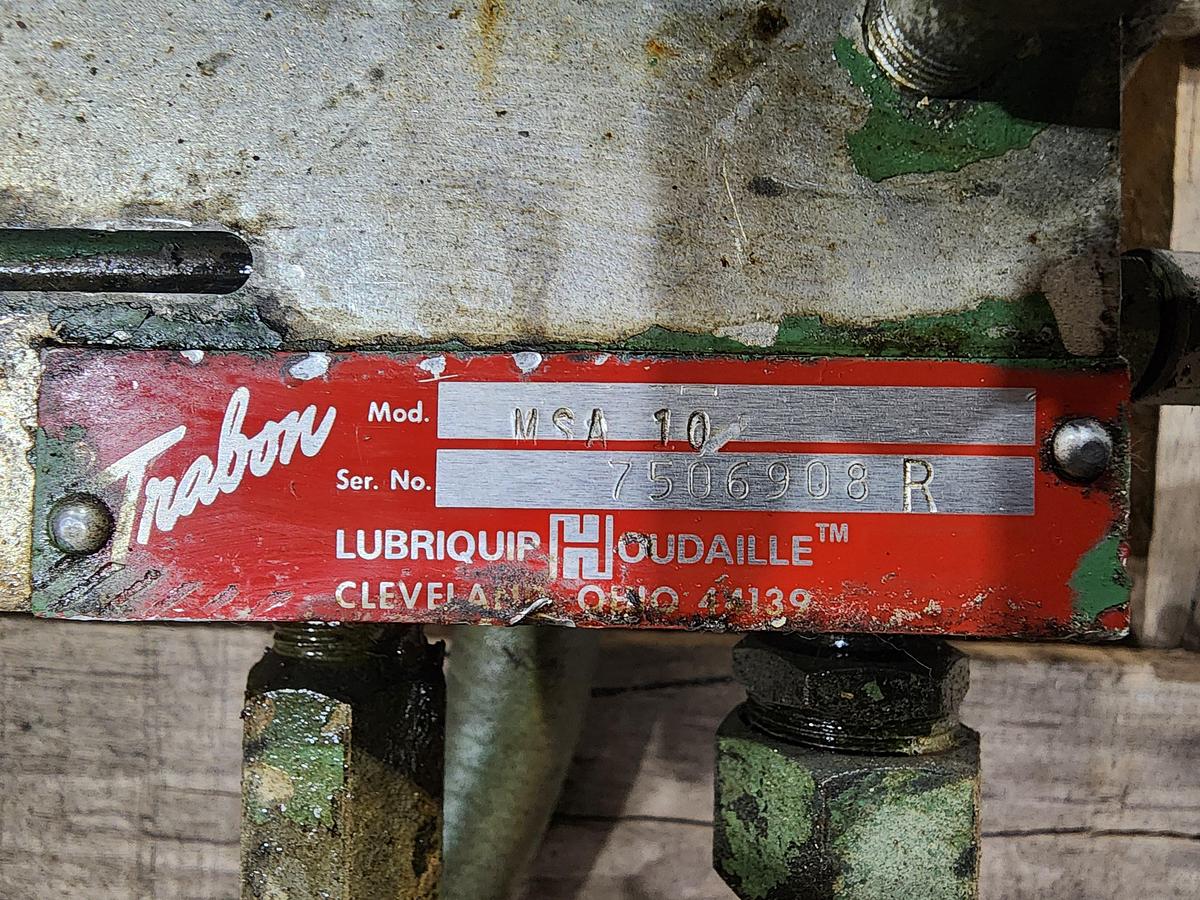 Trabon
Mod. MSA 10
Ser. No. 7506908 R
LUBRIQUIP HOUDAILLE™
CLEVELAND OHIO 44139